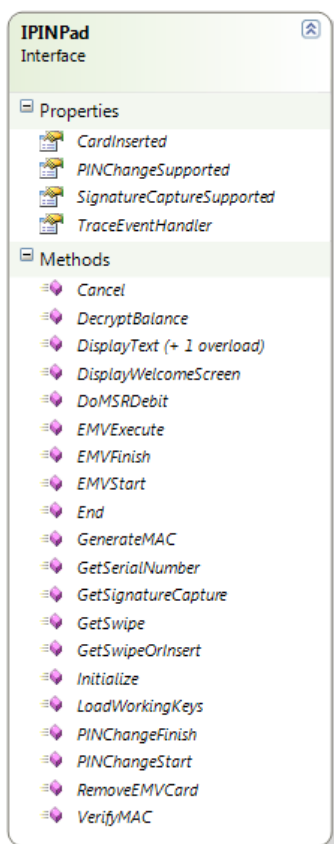 IPINPad
Interface
Properties
CardInserted
PINChangeSupported
SignatureCaptureSupported
TraceEventHandler
Methods
Cancel
DecryptBalance
DisplayText (+ 1 overload)
DisplayWelcomeScreen
DoMSRDebit
EMVExecute
EMVFinish
EMVStart
End
GenerateMAC
GetSerialNumber
GetSignatureCapture
GetSwipe
GetSwipeOrInsert
Initialize
LoadWorkingKeys
PINChangeFinish
PINChangeStart
RemoveEMVCard
VerifyMAC